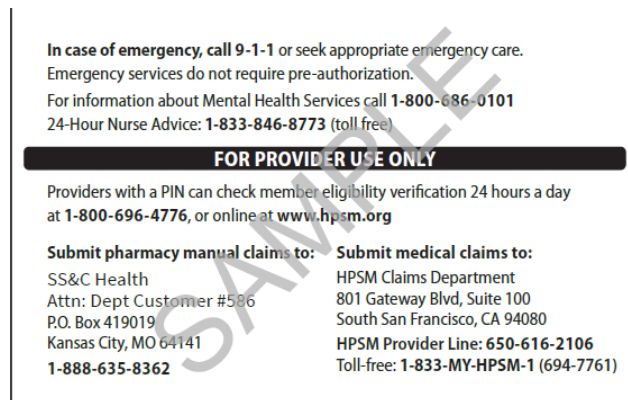 In case of emergency, call 9-1-1 or seek appropriate emergency care.
Emergency services do not require pre-authorization.
For information about Mental Health Services call 1-800-686-0101
24-Hour Nurse Advice: 1-833-846-8773 (toll free)
FOR PROVIDER USE ONLY
Providers with a PIN can check member eligibility verification 24 hours a day
at 1-800-696-4776, or online at www.hpsm.org
Submit pharmacy manual claims to:
SS&C Health
Attn: Dept Customer #586
P.O. Box 419019
Kansas City, MO 64141
1-888-635-8362
Submit medical claims to:
HPSM Claims Department
801 Gateway Blvd, Suite 100
South San Francisco, CA 94080
HPSM Provider Line: 650-616-2106
Toll-free: 1-833-MY-HPSM-1 (694-7761)
SAMPLE